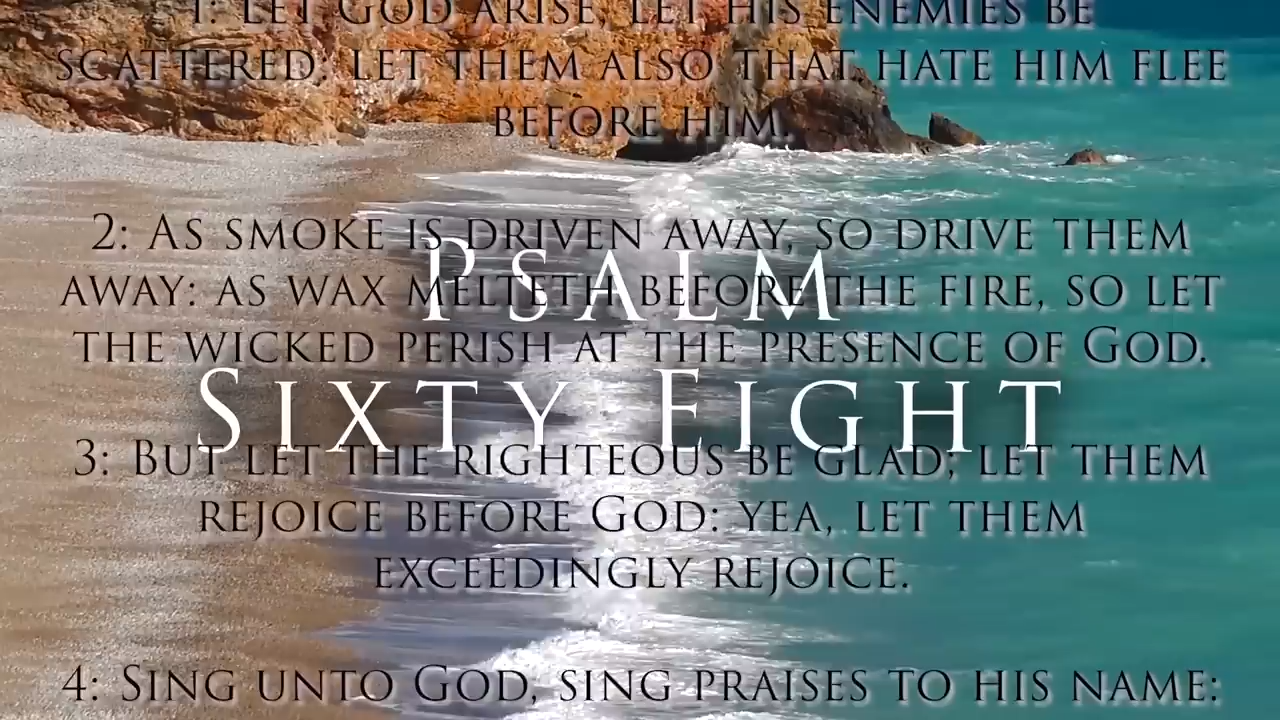 1: Let God arise, let his enemies be
scattered: let them also that hate him flee
before him.
2: As smoke is driven away, so drive them
away: as wax melteth before the fire, so let
the wicked perish at the presence of God.
Psalm
Sixty Eight
3: But let the righteous be glad; let them
rejoice before God: yea, let them
exceedingly rejoice.
4: Sing unto God, sing praises to his name: